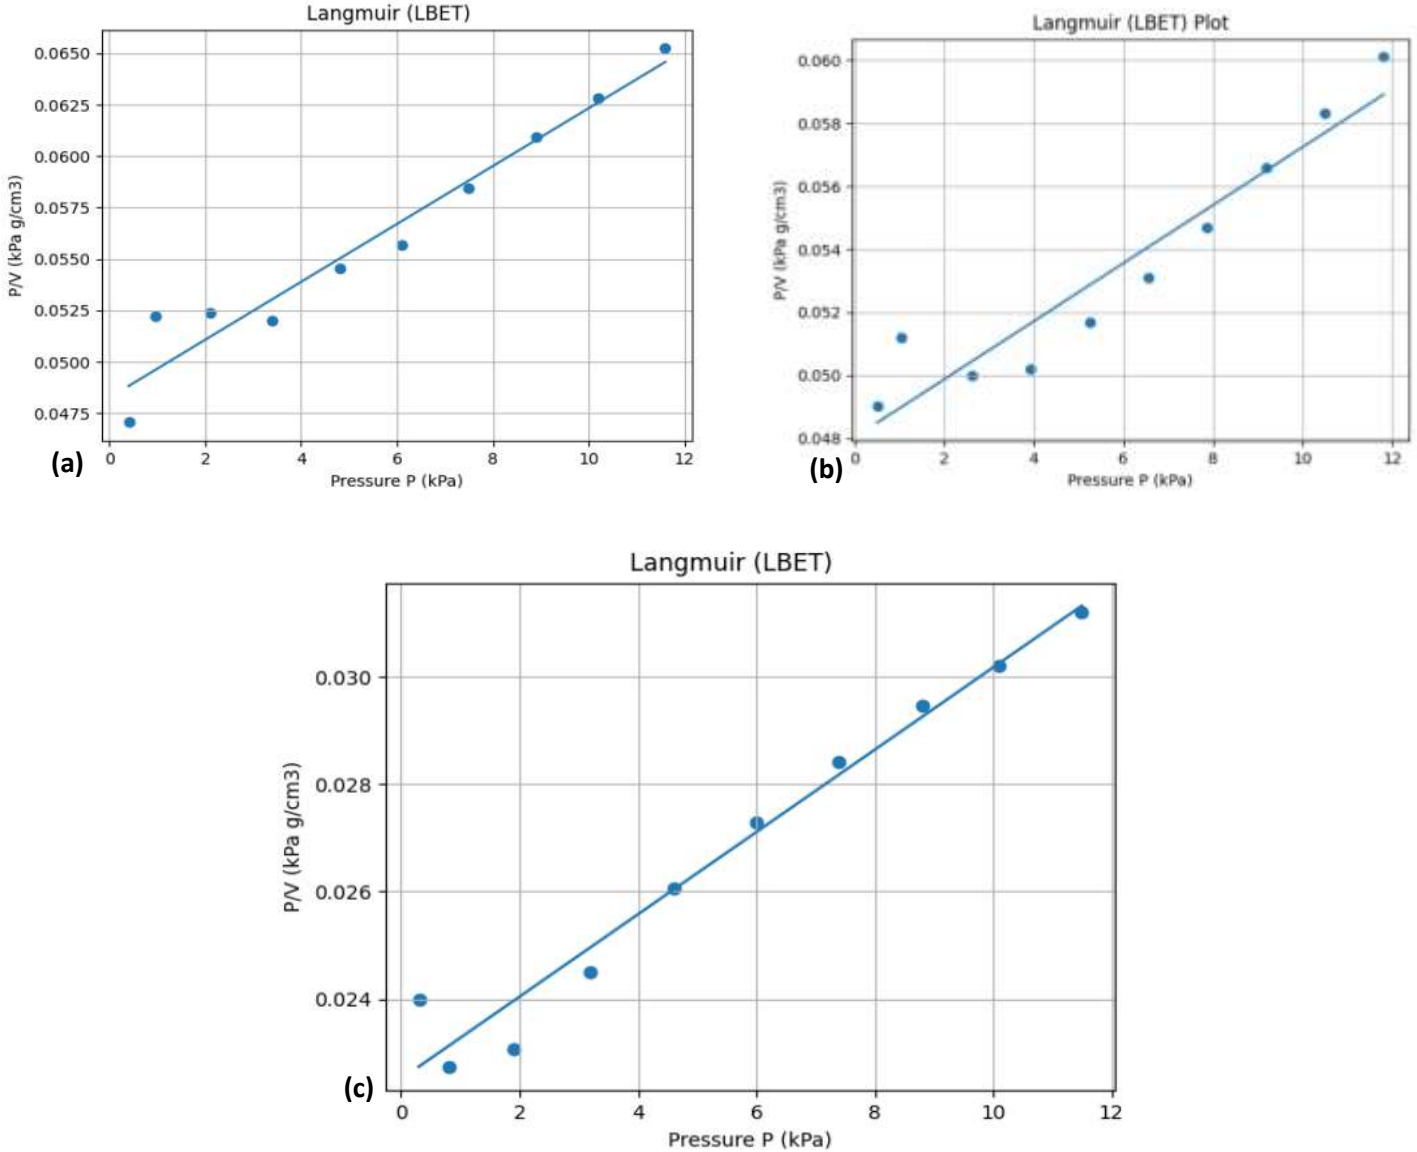 Langmuir (LBET)
0.0650
0.0625
0.0600
0.0575
0.0550
0.0525
0.0500
0.0475
P/V (kPa g/cm3)
0 2 4 6 8 10 12
Pressure P (kPa)
(a)
Langmuir (LBET) Plot
0.060
0.058
0.056
0.054
0.052
0.050
0.048
P/V (kPa g/cm3)
0 2 4 6 8 10 12
Pressure P (kPa)
(b)
Langmuir (LBET)
0.030
0.028
0.026
0.024
P/V (kPa g/cm3)
0 2 4 6 8 10 12
Pressure P (kPa)
(c)